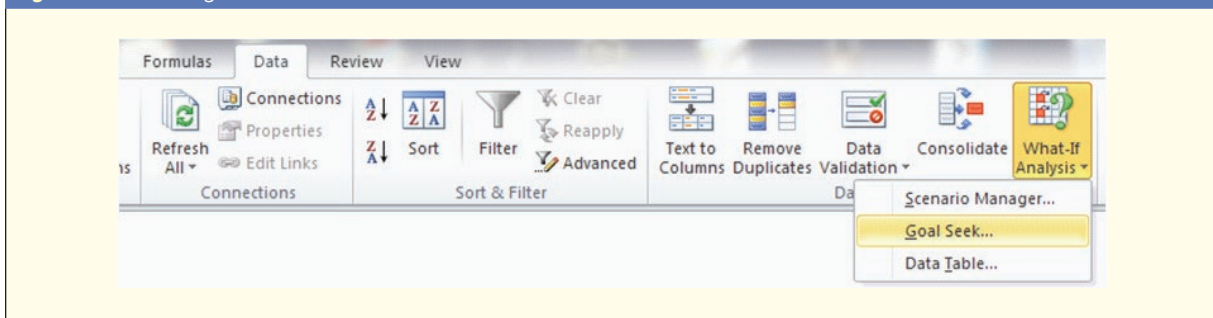 Formulas Data Review View
Connections
Properties
Edit Links
Refresh All
Connections
Sort
Filter
Clear
Reapply
Advanced
Sort & Filter
Text to Columns
Remove Duplicates
Data Validation
Consolidate
What-If Analysis
Da
Scenario Manager...
Goal Seek...
Data Table...